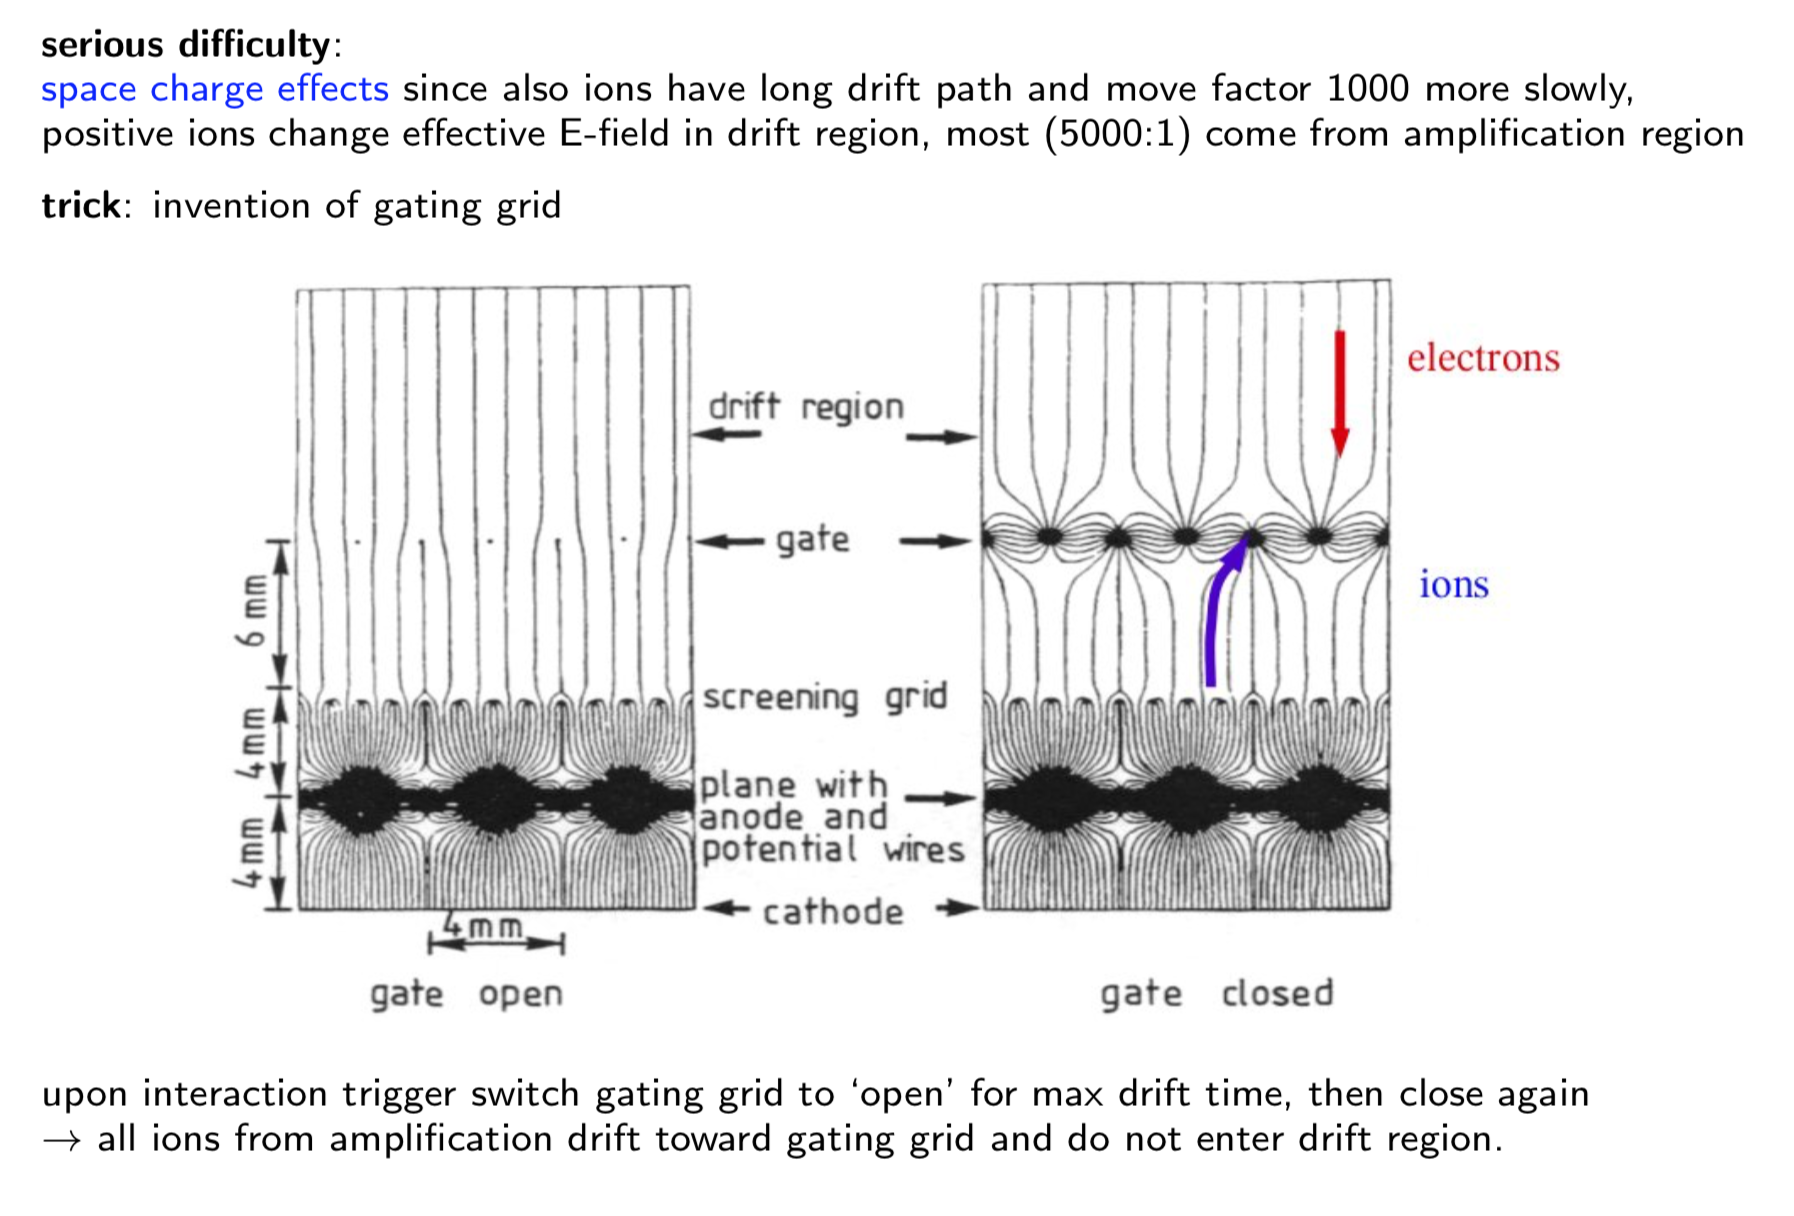 serious difficulty:
space charge effects since also ions have long drift path and move factor 1000 more slowly,
positive ions change effective E-field in drift region, most (5000:1) come from amplification region
trick: invention of gating grid
electrons
drift region
gate
ions
6 mm
screening grid
4mm
plane with
anode and
potential wires
4mm
cathode
4mm
gate open
gate closed
upon interaction trigger switch gating grid to ‘open’ for max drift time, then close again
→ all ions from amplification drift toward gating grid and do not enter drift region.